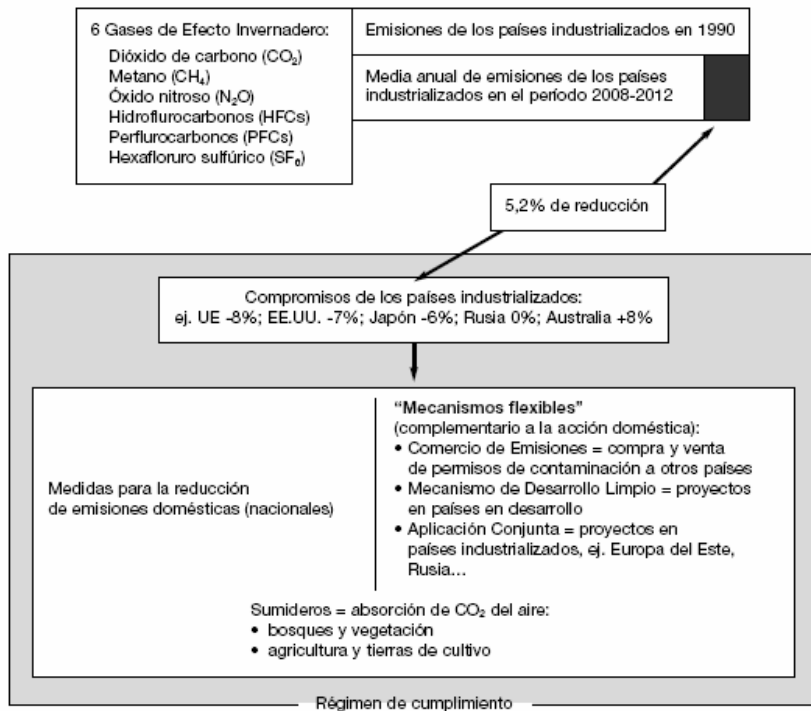 6 Gases de Efecto Invernadero:
Dióxido de carbono (CO₂)
Metano (CH₄)
Óxido nitroso (N₂O)
Hidroflurocarbonos (HFCs)
Perflurocarbonos (PFCs)
Hexafloruro sulfúrico (SF₆)
Emisiones de los países industrializados en 1990
Media anual de emisiones de los países
industrializados en el período 2008-2012
5,2% de reducción
Compromisos de los países industrializados:
ej. UE -8%; EE.UU. -7%; Japón -6%; Rusia 0%; Australia +8%
Medidas para la reducción
de emisiones domésticas (nacionales)
“Mecanismos flexibles”
(complementario a la acción doméstica):
• Comercio de Emisiones = compra y venta
de permisos de contaminación a otros países
• Mecanismo de Desarrollo Limpio = proyectos
en países en desarrollo
• Aplicación Conjunta = proyectos en
países industrializados, ej. Europa del Este,
Rusia…
Sumideros = absorción de CO₂ del aire:
• bosques y vegetación
• agricultura y tierras de cultivo
Régimen de cumplimiento